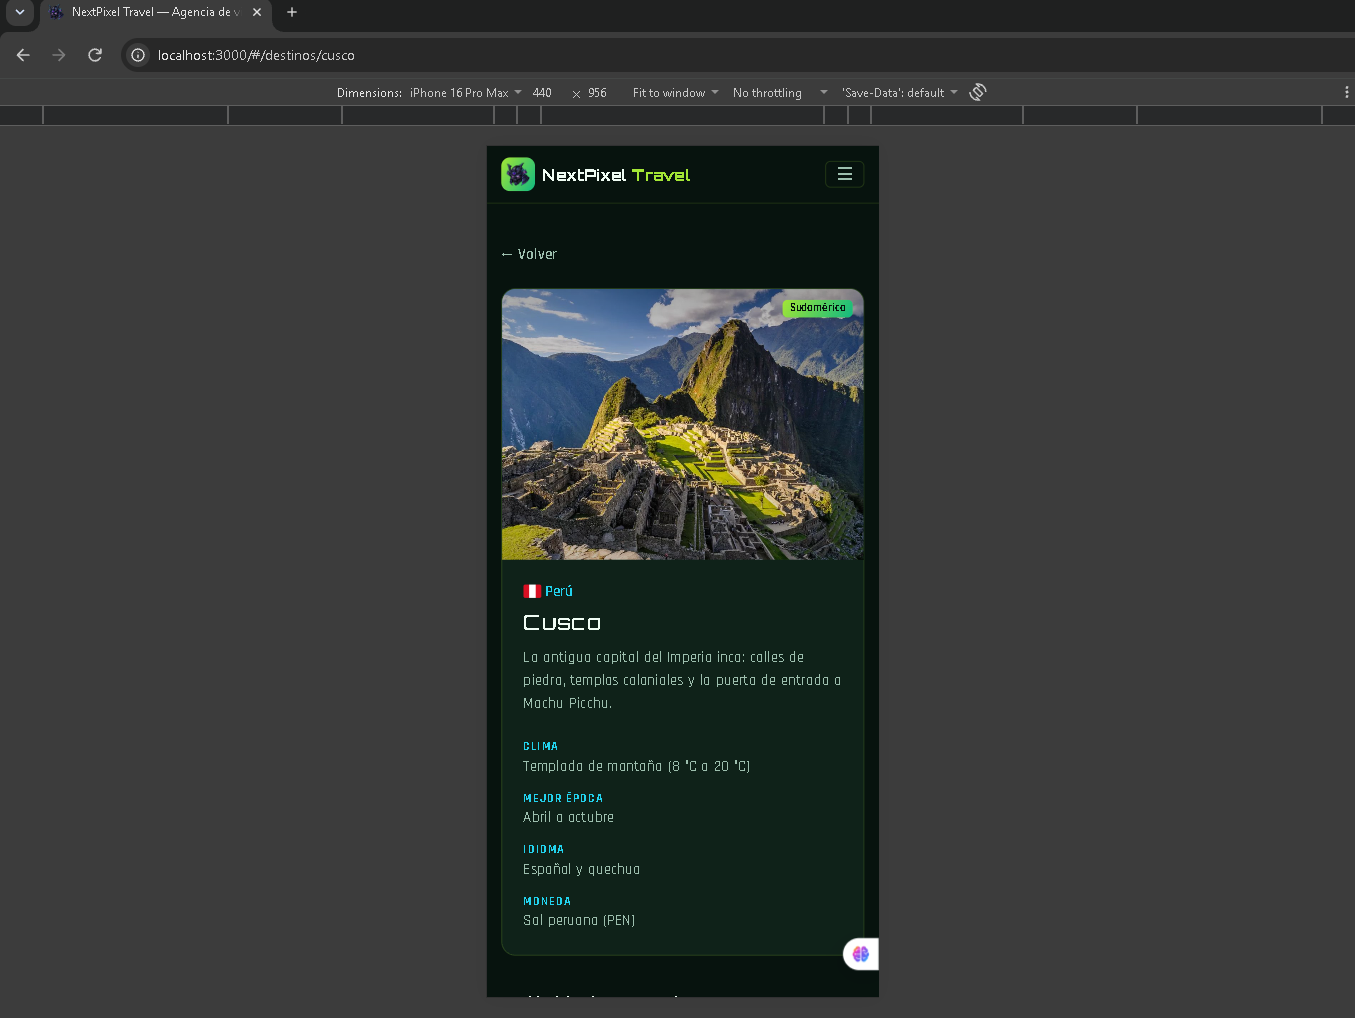 NextPixel Travel — Agencia de v
localhost:3000/#/destinos/cusco
Dimensions: iPhone 16 Pro Max 440 × 956 Fit to window No throttling 'Save-Data': default
NextPixel Travel
← Volver
Sudamérica
Perú
Cusco
La antigua capital del Imperio inca: calles de
piedra, templos coloniales y la puerta de entrada a
Machu Picchu.
CLIMA
Templado de montaña (8 °C a 20 °C)
MEJOR ÉPOCA
Abril a octubre
IDIOMA
Español y quechua
MONEDA
Sol peruano (PEN)